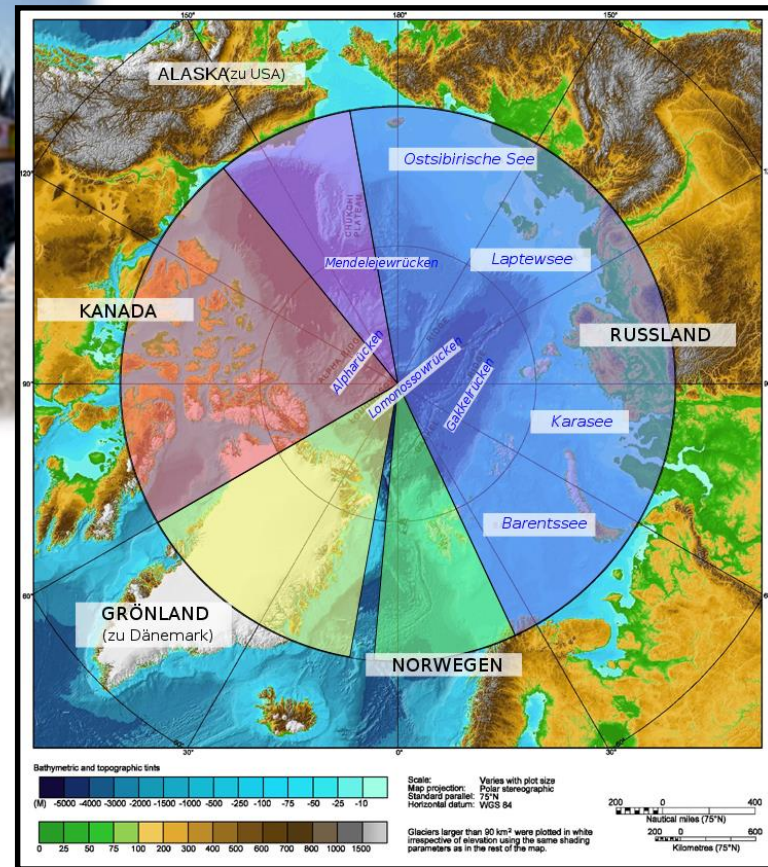 180°
150°
150°
ALASKA (zu USA)
120°
Ostsibirische See
CHUKCHI
PLATEAU
Mendelejewrücken
Laptewsee
KANADA
RUSSLAND
Alpharücken
Lomonossowrücken
Gakkelrücken
90°
Karasee
Barentssee
60°
GRÖNLAND
(zu Dänemark)
NORWEGEN
30°
0°
30°
Bathymetric and topographic tints
(M) -5000 -4000 -3000 -2000 -1500 -1000 -500 -250 -100 -75 -50 -25 -10
0 25 50 75 100 200 300 400 500 600 700 800 1000 1500
Scale: Varies with plot size
Map projection: Polar stereographic
Standard parallel: 75°N
Horizontal datum: WGS 84
Glaciers larger than 90 km² were plotted in white
irrespective of elevation using the same shading
parameters as in the rest of the map.
200 0 400
Nautical miles (75°N)
200 0 600
Kilometres (75°N)